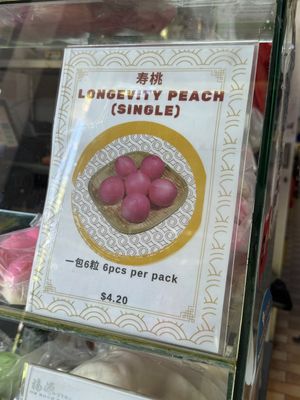 寿桃
LONGEVITY PEACH
(SINGLE)
一包6粒 6pcs per pack
$4.20